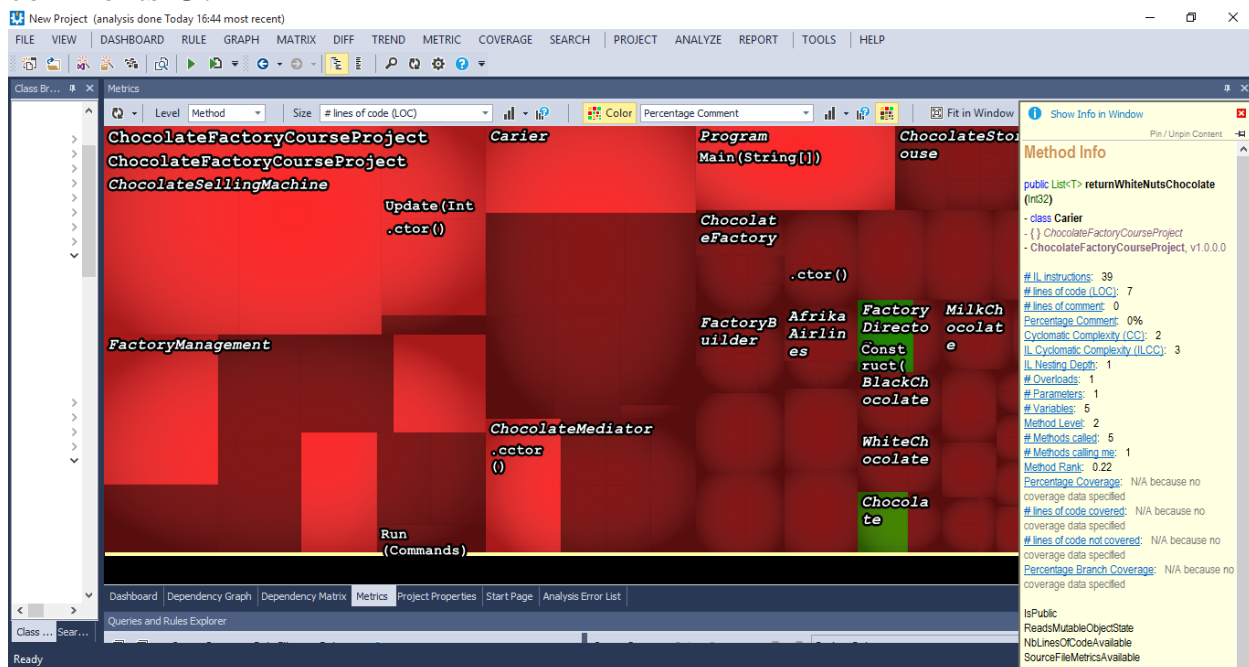 New Project (analysis done Today 16:44 most recent)
FILE VIEW DASHBOARD RULE GRAPH MATRIX DIFF TREND METRIC COVERAGE SEARCH PROJECT ANALYZE REPORT TOOLS HELP
Class Br...
Metrics
Level Method Size # lines of code (LOC) Color Percentage Comment Fit in Window
ChocolateFactoryCourseProject
ChocolateFactoryCourseProject
ChocolateSellingMachine
Update(Int
.ctor()
FactoryManagement
Run
(Commands)
Carier
ChocolateMediator
.cctor
()
Program
Main(String[])
Chocolat
eFactory
.ctor()
FactoryB
uilder
Afrika
Airlin
es
ChocolateStor
ouse
Factory
Directo
Const
ruct(
MilkCh
ocolat
e
BlackCh
ocolate
WhiteCh
ocolate
Chocola
te
Show Info in Window
Pin / Unpin Content
Method Info
public List<T> returnWhiteNutsChocolate
(Int32)
- class Carier
- { } ChocolateFactoryCourseProject
- ChocolateFactoryCourseProject, v1.0.0.0
# IL instructions: 39
# lines of code (LOC): 7
# lines of comment: 0
Percentage Comment: 0%
Cyclomatic Complexity (CC): 2
IL Cyclomatic Complexity (ILCC): 3
IL Nesting Depth: 1
# Overloads: 1
# Parameters: 1
# Variables: 5
Method Level: 2
# Methods called: 5
# Methods calling me: 1
Method Rank: 0.22
Percentage Coverage: N/A because no
coverage data specified
# lines of code covered: N/A because no
coverage data specified
# lines of code not covered: N/A because no
coverage data specified
Percentage Branch Coverage: N/A because no
coverage data specified
IsPublic
ReadsMutableObjectState
NbLinesOfCodeAvailable
SourceFileMetricsAvailable
Dashboard Dependency Graph Dependency Matrix Metrics Project Properties Start Page Analysis Error List
Queries and Rules Explorer
Class ... Sear...
Ready